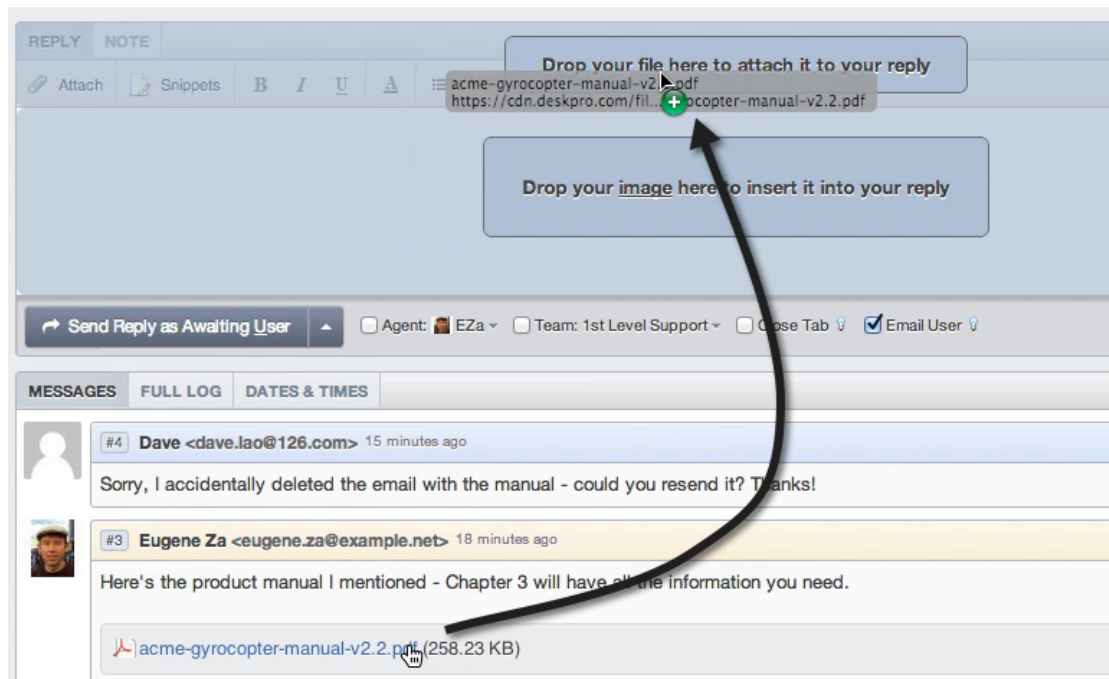 REPLY NOTE
Drop your file here to attach it to your reply
Attach Snippets B I U A
acme-gyrocopter-manual-v2. pdf
https://cdn.deskpro.com/fil... ocopter-manual-v2.2.pdf
Drop your image here to insert it into your reply
Send Reply as Awaiting User
Agent: EZa Team: 1st Level Support Close Tab Email User
MESSAGES FULL LOG DATES & TIMES
#4 Dave <dave.lao@126.com> 15 minutes ago
Sorry, I accidentally deleted the email with the manual - could you resend it? Thanks!
#3 Eugene Za <eugene.za@example.net> 18 minutes ago
Here's the product manual I mentioned - Chapter 3 will have all the information you need.
acme-gyrocopter-manual-v2.2.pdf (258.23 KB)